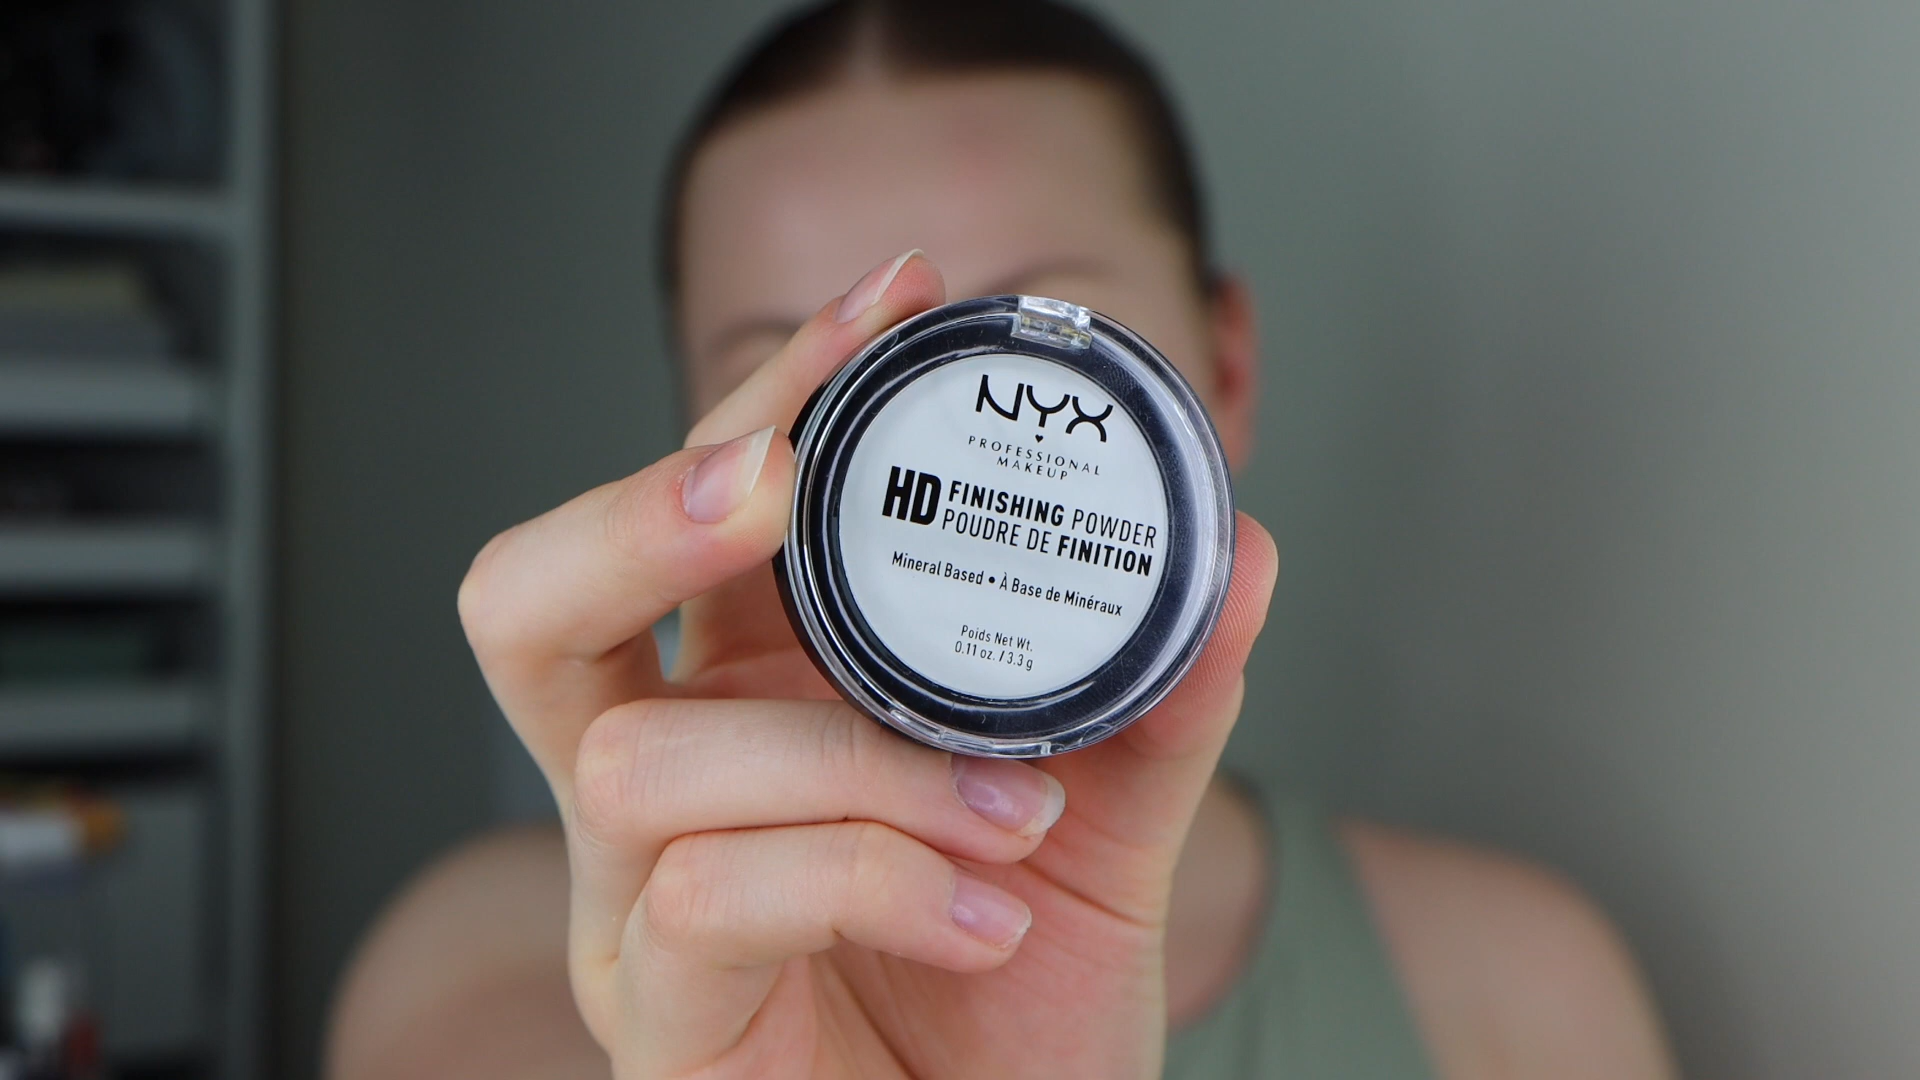 NYX
PROFESSIONAL
MAKEUP
HD FINISHING POWDER
POUDRE DE FINITION
Mineral Based • À Base de Minéraux
Poids Net Wt.
0.11 oz. / 3.3 g